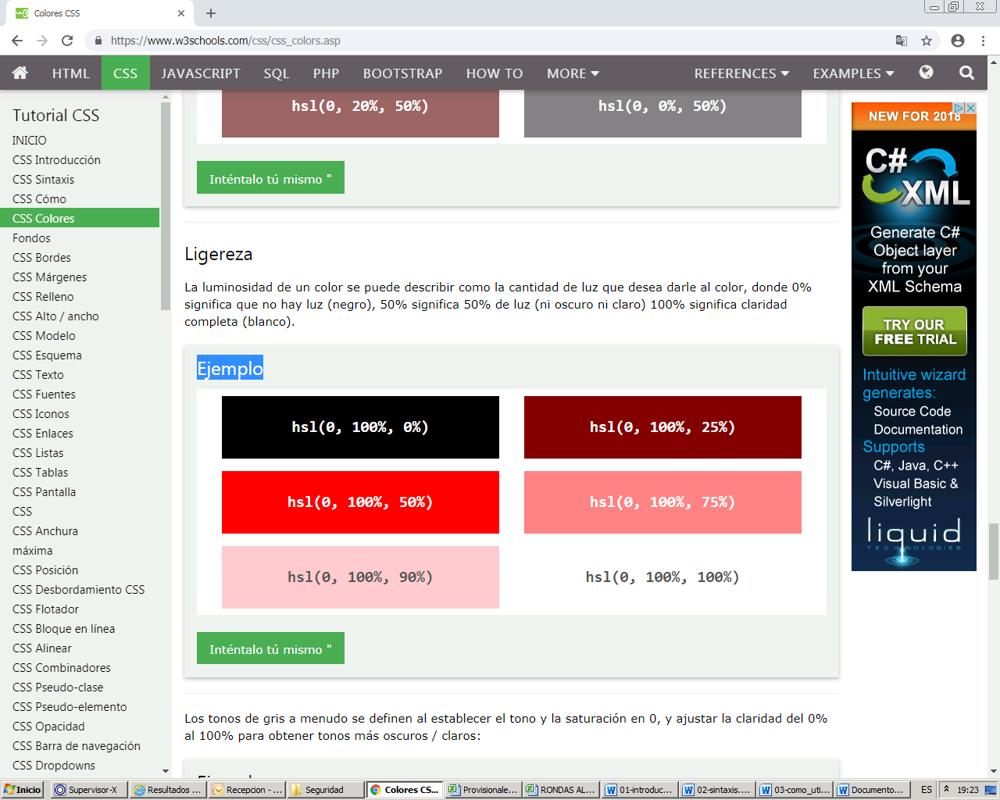 Colores CSS
https://www.w3schools.com/css/css_colors.asp
HTML CSS JAVASCRIPT SQL PHP BOOTSTRAP HOW TO MORE REFERENCES EXAMPLES
Tutorial CSS
INICIO
CSS Introducción
CSS Sintaxis
CSS Cómo
CSS Colores
Fondos
CSS Bordes
CSS Márgenes
CSS Relleno
CSS Alto / ancho
CSS Modelo
CSS Esquema
CSS Texto
CSS Fuentes
CSS Iconos
CSS Enlaces
CSS Listas
CSS Tablas
CSS Pantalla
CSS
CSS Anchura
máxima
CSS Posición
CSS Desbordamiento CSS
CSS Flotador
CSS Bloque en línea
CSS Alinear
CSS Combinadores
CSS Pseudo-clase
CSS Pseudo-elemento
CSS Opacidad
CSS Barra de navegación
CSS Dropdowns
hsl(0, 20%, 50%) hsl(0, 0%, 50%)
Inténtalo tú mismo "
Ligereza
La luminosidad de un color se puede describir como la cantidad de luz que desea darle al color, donde 0%
significa que no hay luz (negro), 50% significa 50% de luz (ni oscuro ni claro) 100% significa claridad
completa (blanco).
Ejemplo
hsl(0, 100%, 0%) hsl(0, 100%, 25%)
hsl(0, 100%, 50%) hsl(0, 100%, 75%)
hsl(0, 100%, 90%) hsl(0, 100%, 100%)
Inténtalo tú mismo "
Los tonos de gris a menudo se definen al establecer el tono y la saturación en 0, y ajustar la claridad del 0%
al 100% para obtener tonos más oscuros / claros:
NEW FOR 2018
C#
XML
Generate C#
Object layer
from your
XML Schema
TRY OUR
FREE TRIAL
Intuitive wizard
generates:
Source Code
Documentation
Supports
C#, Java, C++
Visual Basic &
Silverlight
liquid
TECHNOLOGIES
Inicio Supervisor-X Resultados ... Recepcion - ... Seguridad Colores CS... Provisionale... RONDAS AL... 01-introduc... 02-sintaxis.... 03-como_uti... Documento... ES 19:23